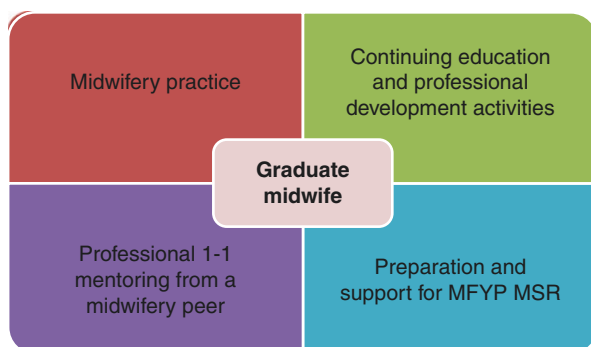 Midwifery practice
Continuing education
and professional
development activities
Graduate
midwife
Professional 1-1
mentoring from a
midwifery peer
Preparation and
support for MFYP MSR